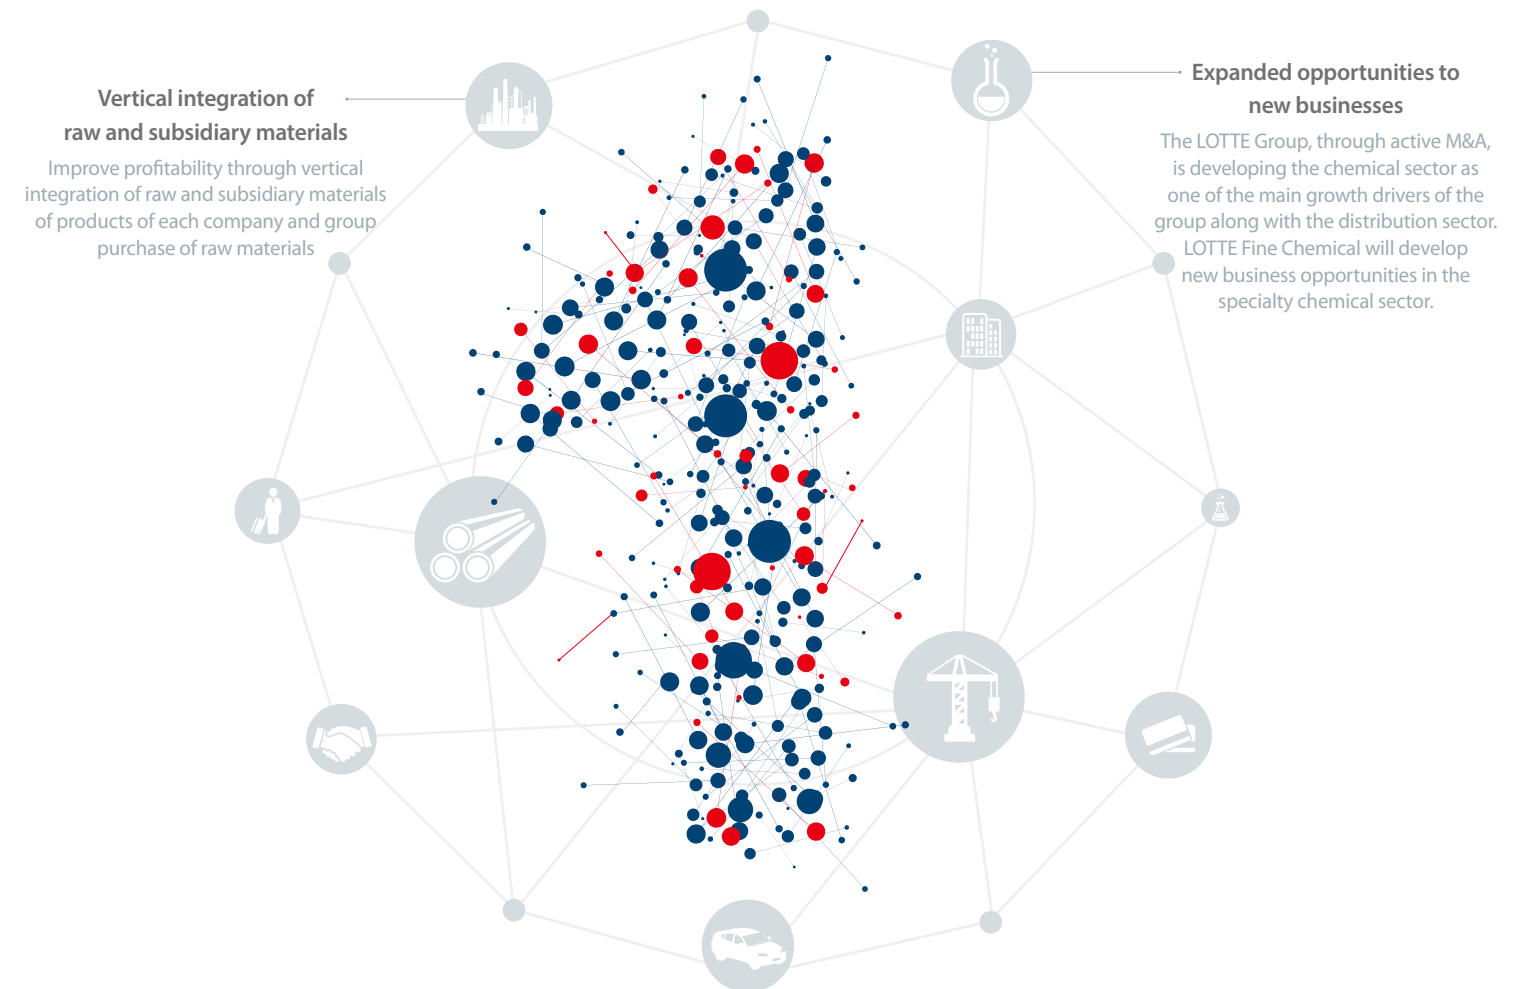 Vertical integration of
raw and subsidiary materials
Improve profitability through vertical
integration of raw and subsidiary materials
of products of each company and group
purchase of raw materials
Expanded opportunities to
new businesses
The LOTTE Group, through active M&A,
is developing the chemical sector as
one of the main growth drivers of the
group along with the distribution sector.
LOTTE Fine Chemical will develop
new business opportunities in the
specialty chemical sector.